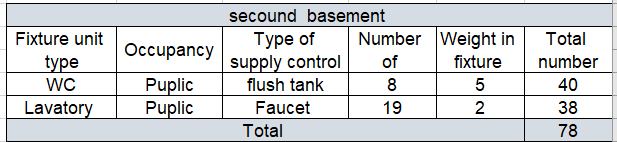 secound basement
Fixture unit type Occupancy Type of supply control Number of Weight in fixture Total number
WC Puplic flush tank 8 5 40
Lavatory Puplic Faucet 19 2 38
Total 78